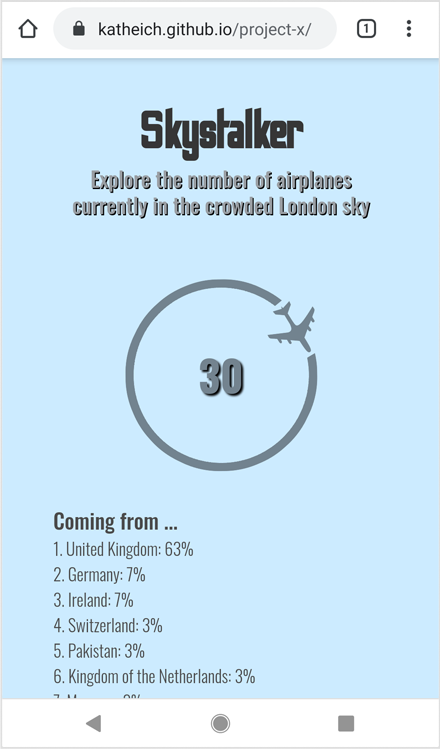 katheich.github.io/project-x/
1
Skystalker
Explore the number of airplanes
currently in the crowded London sky
30
Coming from ...
1. United Kingdom: 63%
2. Germany: 7%
3. Ireland: 7%
4. Switzerland: 3%
5. Pakistan: 3%
6. Kingdom of the Netherlands: 3%